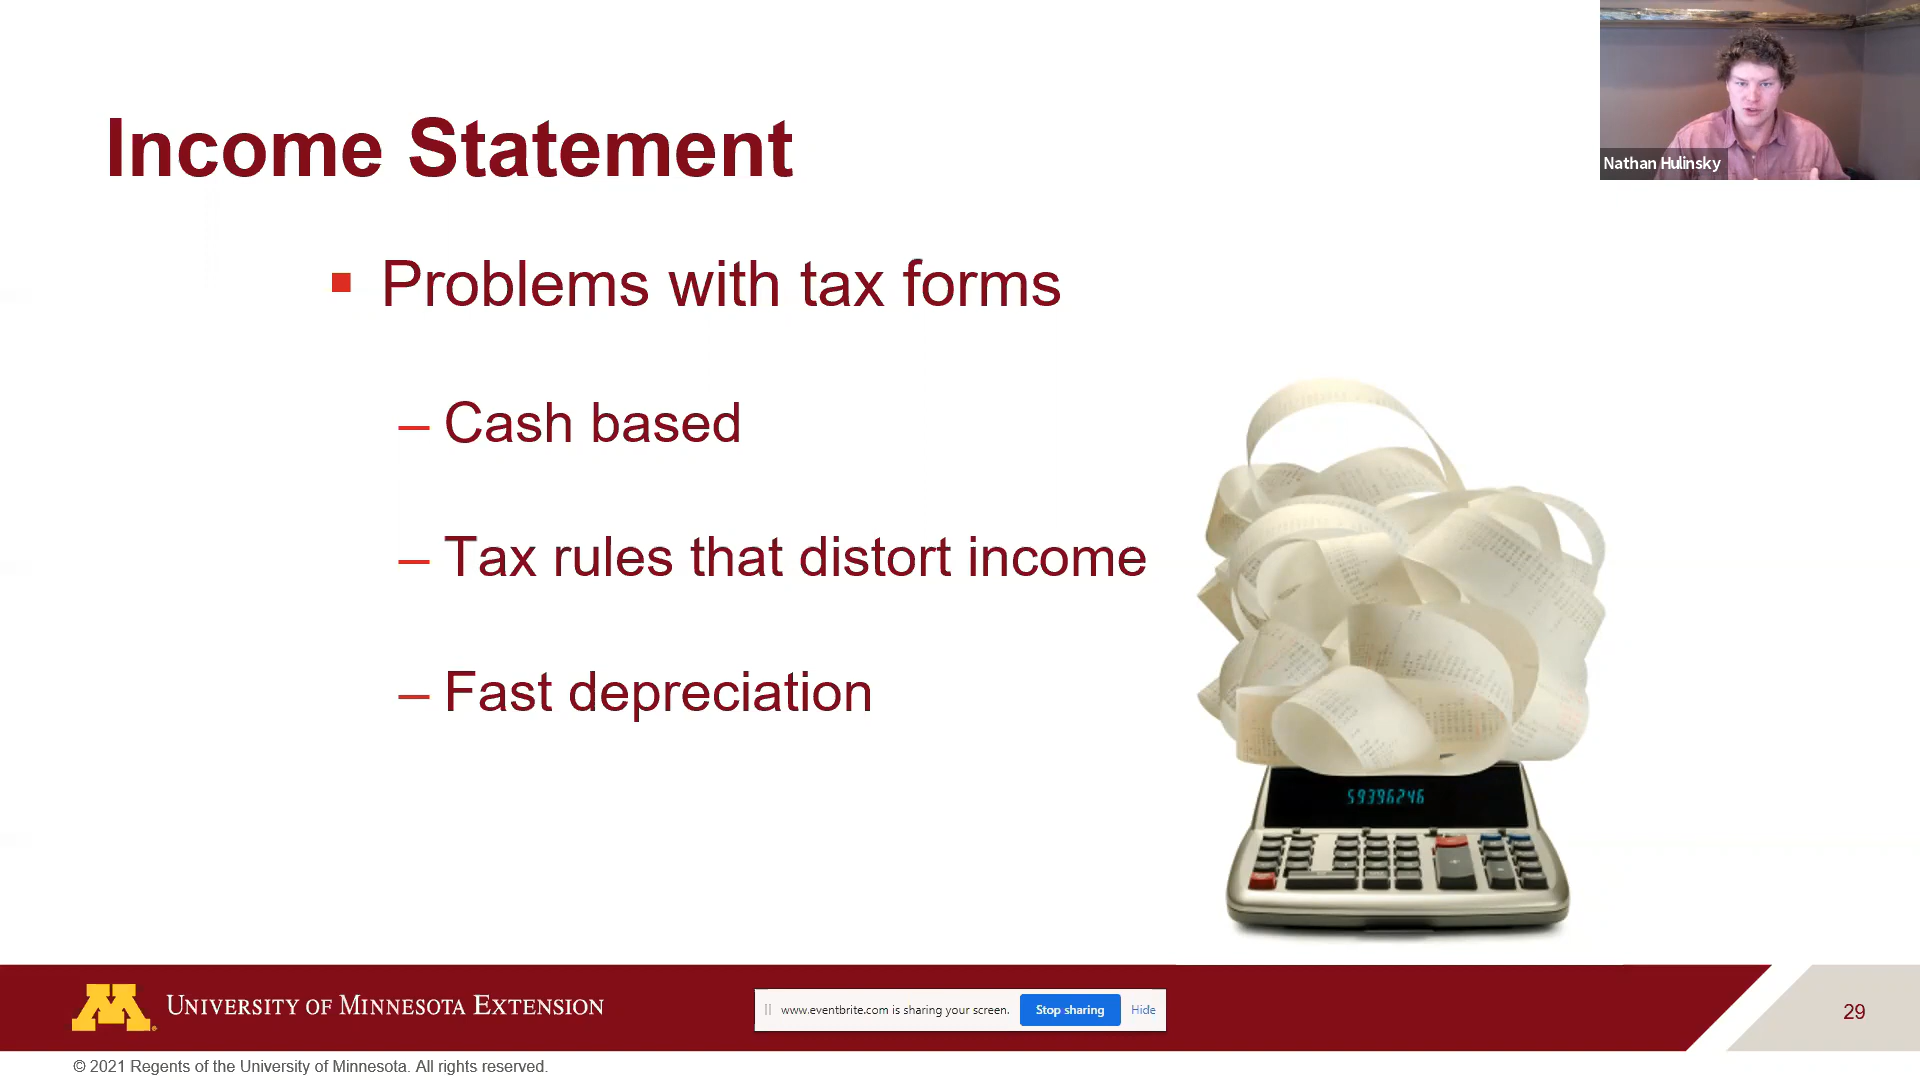 Income Statement
Nathan Hulinsky
Problems with tax forms
– Cash based
– Tax rules that distort income
– Fast depreciation
59396246
M
UNIVERSITY OF MINNESOTA EXTENSION
www.eventbrite.com is sharing your screen.
Stop sharing
Hide
29
© 2021 Regents of the University of Minnesota. All rights reserved.